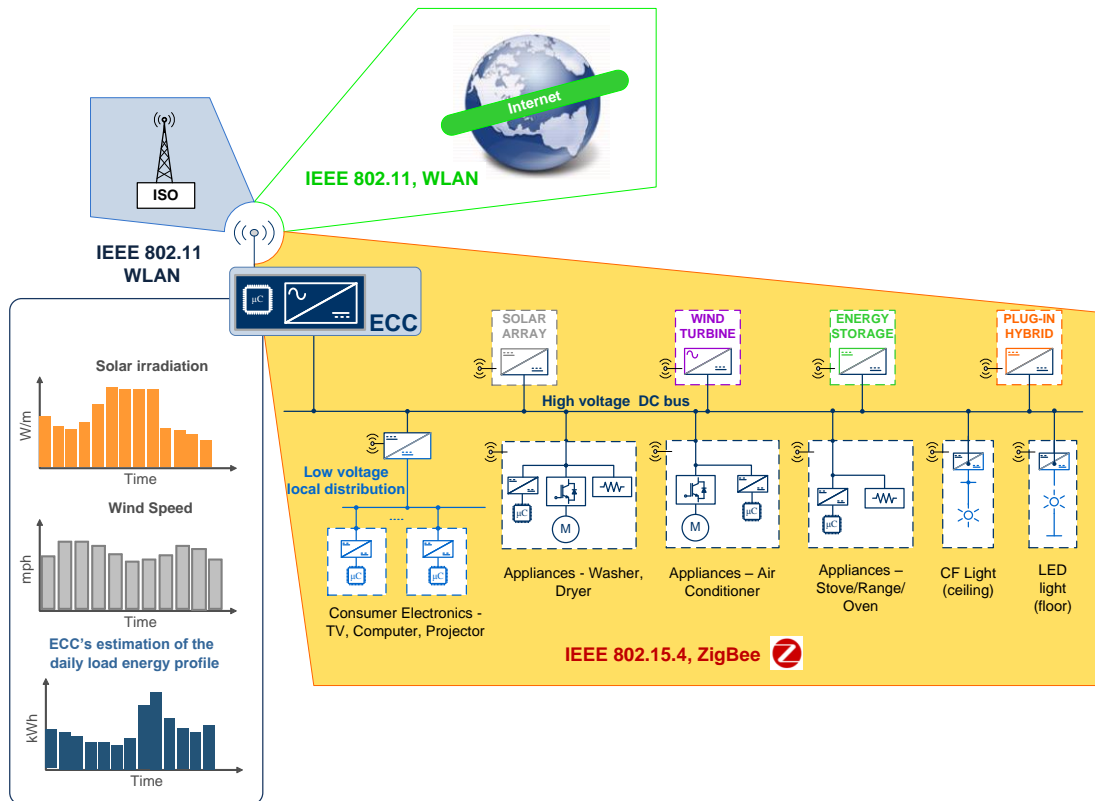 Internet
IEEE 802.11, WLAN
ISO
IEEE 802.11
WLAN
µC
ECC
SOLAR
ARRAY
WIND
TURBINE
ENERGY
STORAGE
PLUG-IN
HYBRID
High voltage DC bus
Low voltage
local distribution
....
µC
µC
µC
M
M
µC
µC
Appliances - Washer,
Dryer
Appliances – Air
Conditioner
Appliances –
Stove/Range/
Oven
CF Light
(ceiling)
LED
light
(floor)
Consumer Electronics -
TV, Computer, Projector
IEEE 802.15.4, ZigBee
Solar irradiation
W/m
Time
Wind Speed
mph
Time
ECC's estimation of the
daily load energy profile
kWh
Time